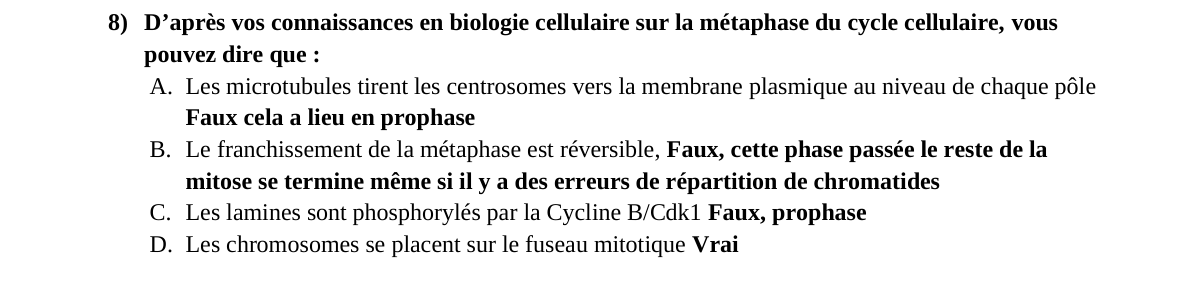 8) D’après vos connaissances en biologie cellulaire sur la métaphase du cycle cellulaire, vous
pouvez dire que :
A. Les microtubules tirent les centrosomes vers la membrane plasmique au niveau de chaque pôle
Faux cela a lieu en prophase
B. Le franchissement de la métaphase est réversible, Faux, cette phase passée le reste de la
mitose se termine même si il y a des erreurs de répartition de chromatides
C. Les lamines sont phosphorylés par la Cycline B/Cdk1 Faux, prophase
D. Les chromosomes se placent sur le fuseau mitotique Vrai